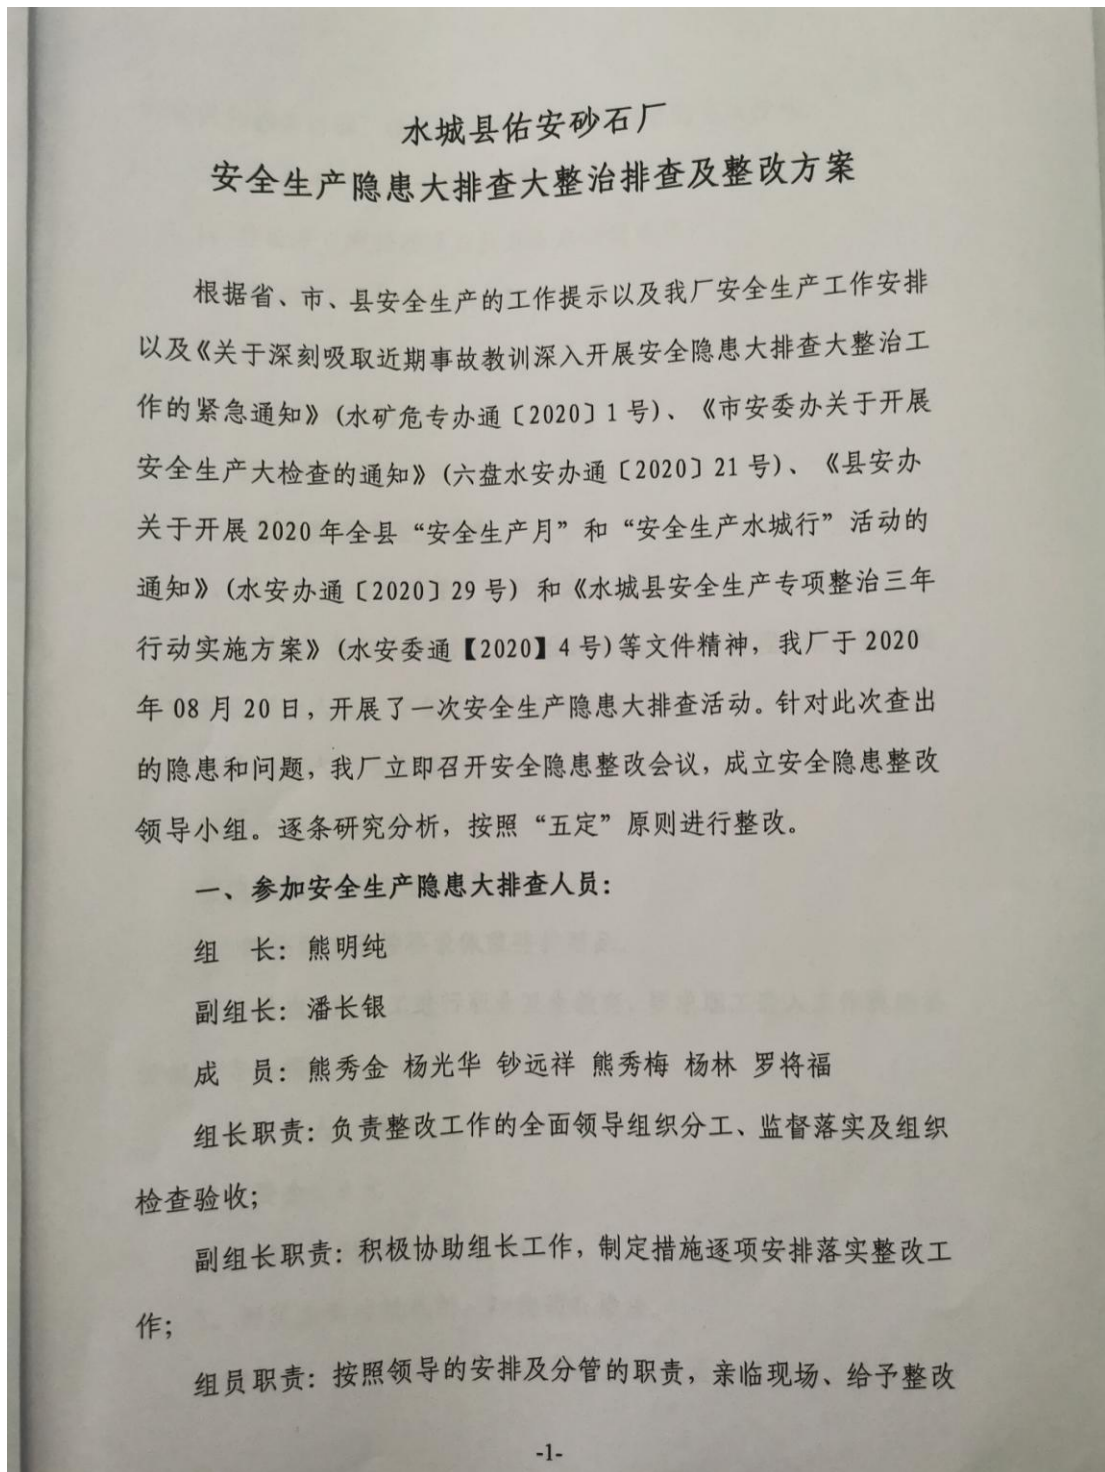 水城县佑安砂石厂
安全生产隐患大排查大整治排查及整改方案
根据省、市、县安全生产的工作提示以及我厂安全生产工作安排
以及《关于深刻吸取近期事故教训深入开展安全隐患大排查大整治工
作的紧急通知》(水矿危专办通〔2020〕1 号)、《市安委办关于开展
安全生产大检查的通知》(六盘水安办通〔2020〕21 号)、《县安办
关于开展 2020 年全县“安全生产月”和“安全生产水城行”活动的
通知》(水安办通〔2020〕29 号) 和《水城县安全生产专项整治三年
行动实施方案》(水安委通【2020】4 号)等文件精神，我厂于 2020
年 08 月 20 日，开展了一次安全生产隐患大排查活动。针对此次查出
的隐患和问题，我厂立即召开安全隐患整改会议，成立安全隐患整改
领导小组。逐条研究分析，按照“五定”原则进行整改。
一、参加安全生产隐患大排查人员：
组 长：熊明纯
副组长：潘长银
成 员：熊秀金 杨光华 钞远祥 熊秀梅 杨林 罗将福
组长职责：负责整改工作的全面领导组织分工、监督落实及组织
检查验收；
副组长职责：积极协助组长工作，制定措施逐项安排落实整改工
作；
组员职责：按照领导的安排及分管的职责，亲临现场、给予整改
-1-